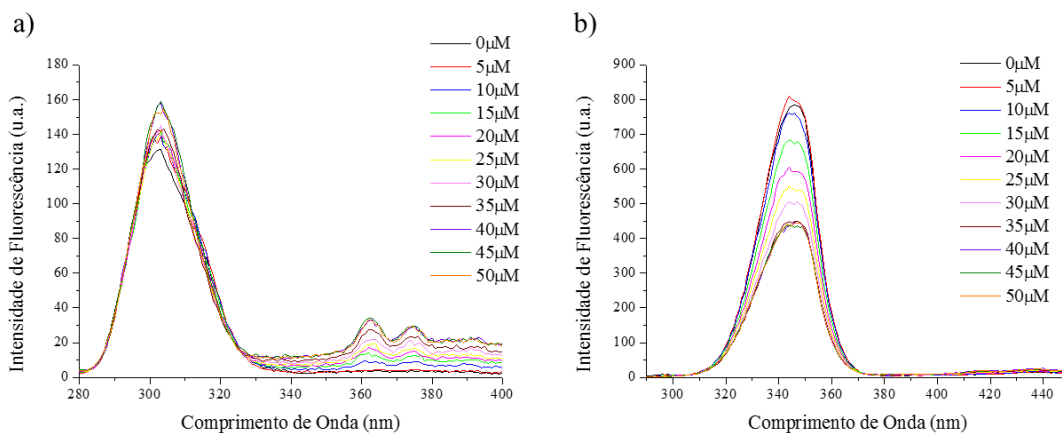 a)
0µM
5µM
10µM
15µM
20µM
25µM
30µM
35µM
40µM
45µM
50µM
Intensidade de Fluorescência (u.a.)
180
160
140
120
100
80
60
40
20
0
280 300 320 340 360 380 400
Comprimento de Onda (nm)
b)
0µM
5µM
10µM
15µM
20µM
25µM
30µM
35µM
40µM
45µM
50µM
Intensidade de Fluorescência (u.a.)
900
800
700
600
500
400
300
200
100
0
300 320 340 360 380 400 420 440
Comprimento de Onda (nm)